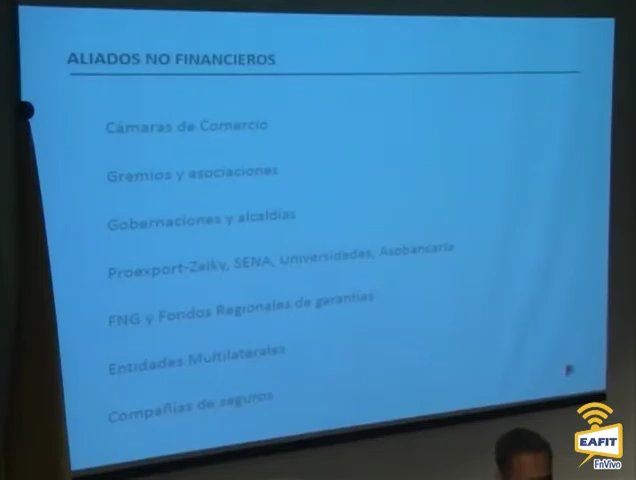 ALIADOS NO FINANCIEROS
Cámaras de Comercio
Gremios y asociaciones
Gobernaciones y alcaldías
Proexport-Zeiky, SENA, Universidades, Asobancaria
FNG y Fondos Regionales de garantías
Entidades Multilaterales
Compañías de seguros
EAFIT
EnVivo